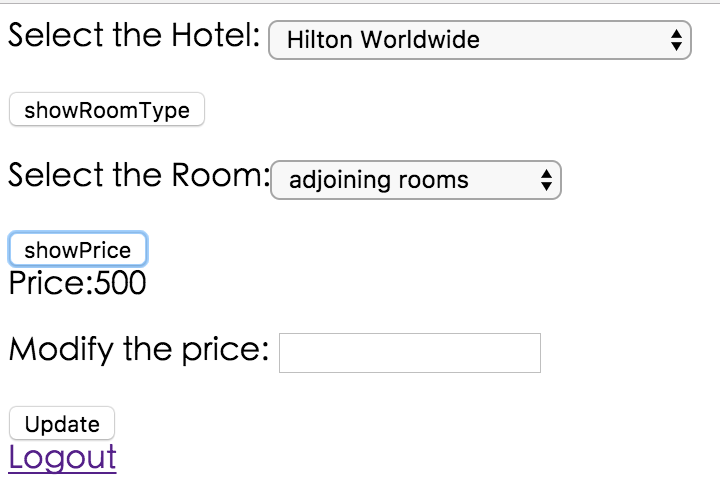 Select the Hotel: Hilton Worldwide
showRoomType
Select the Room: adjoining rooms
showPrice
Price:500
Modify the price:
Update
Logout